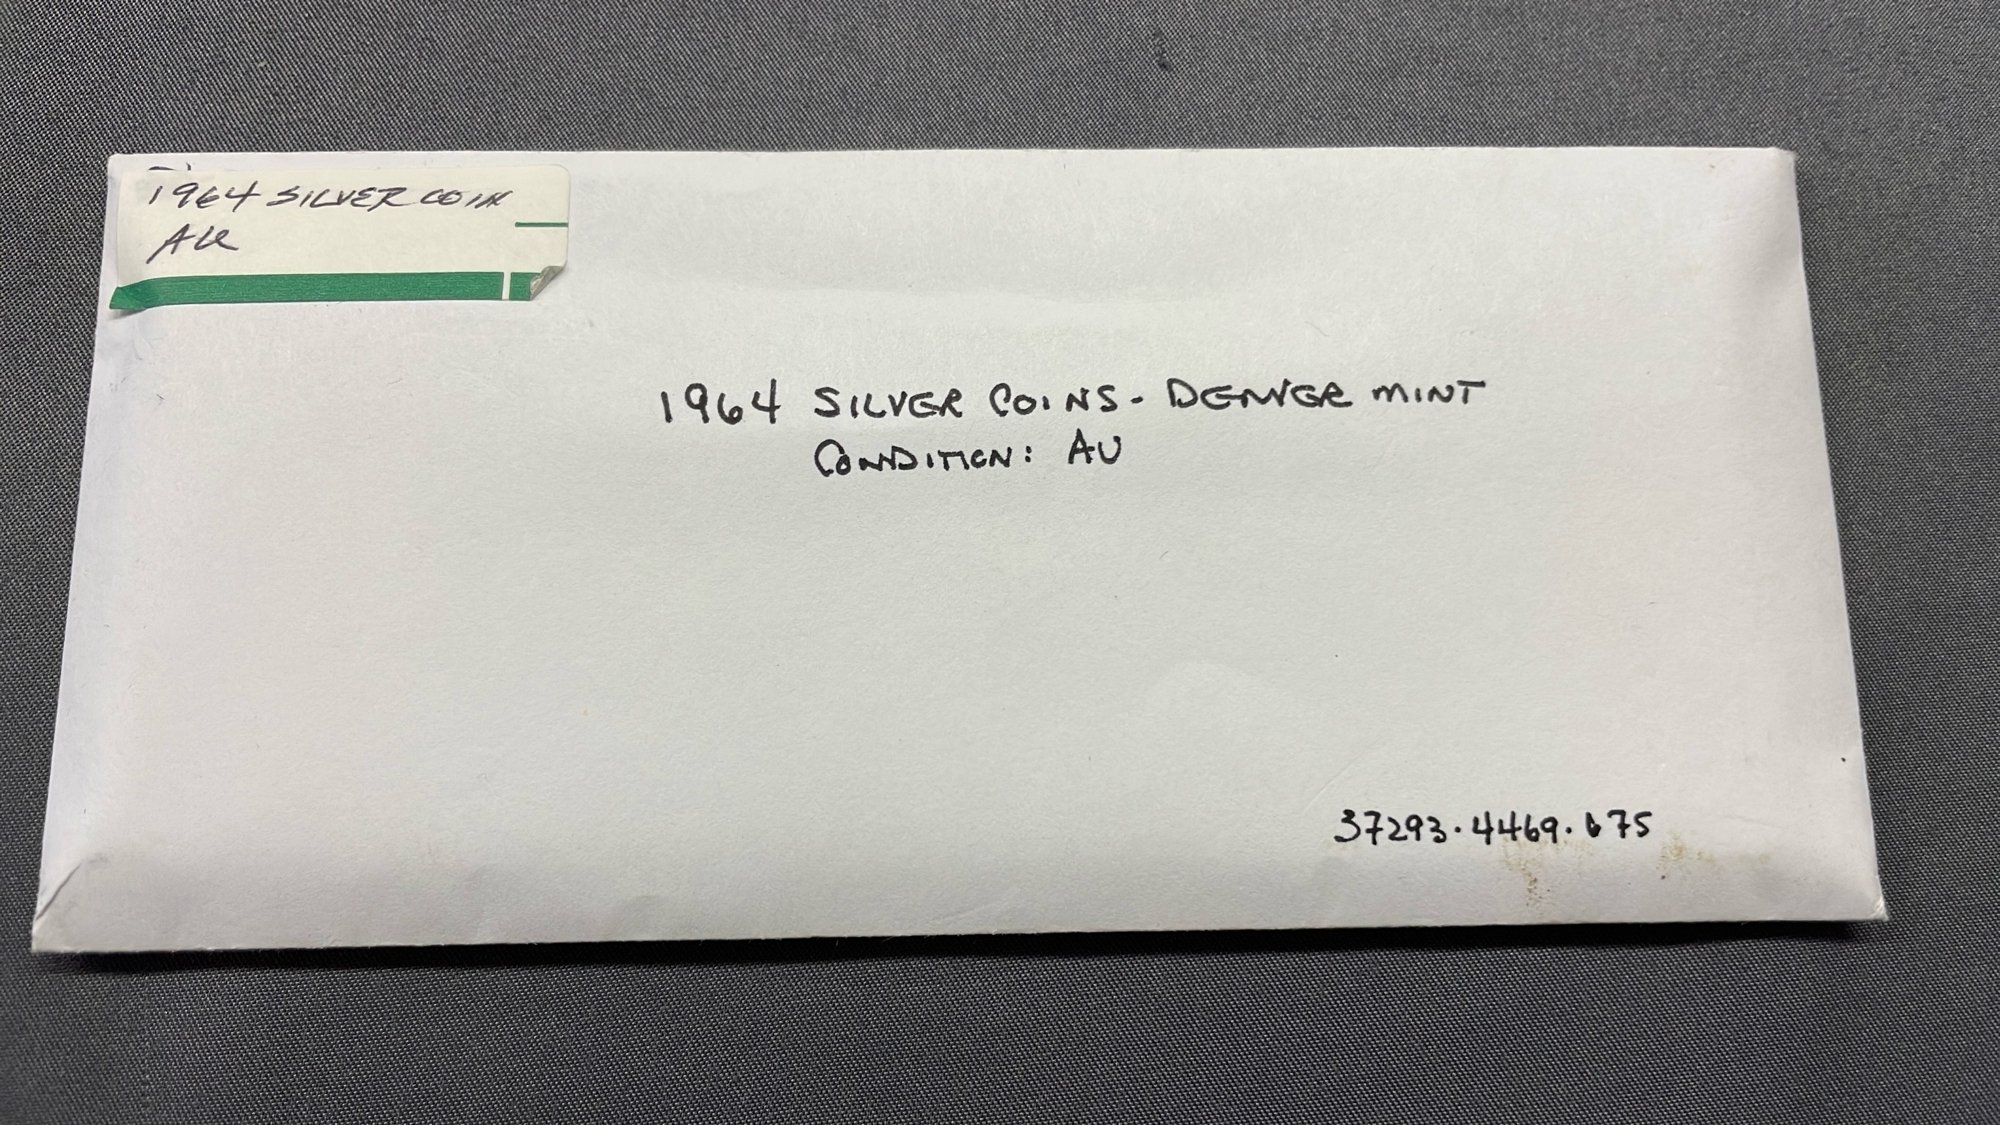 1964 SILVER COIN
AU
1964 SILVER COINS - DENVER MINT
CONDITION: AU
37293.4469.675